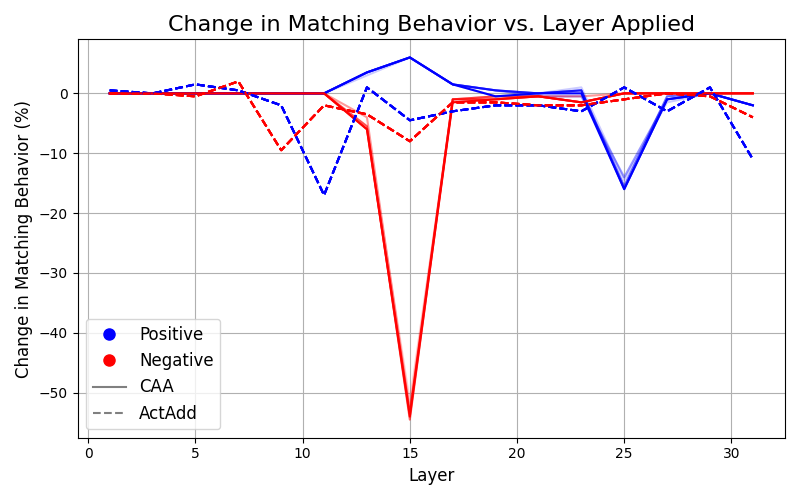 Change in Matching Behavior vs. Layer Applied
Change in Matching Behavior (%)
0
−10
−20
−30
−40
−50
Positive
Negative
CAA
ActAdd
0 5 10 15 20 25 30
Layer